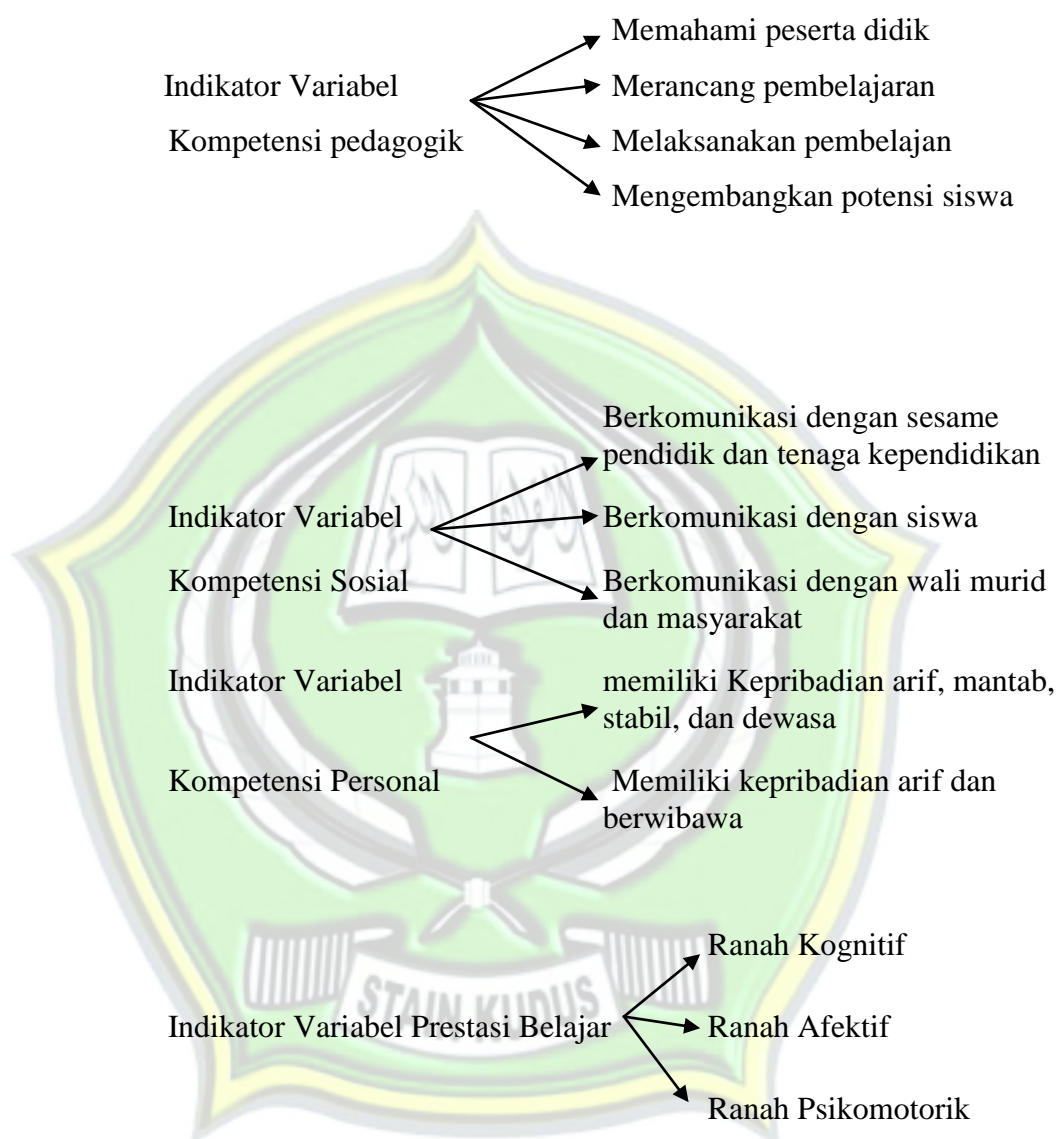 Memahami peserta didik
Indikator Variabel
Merancang pembelajaran
Kompetensi pedagogik
Melaksanakan pembelajan
Mengembangkan potensi siswa
Berkomunikasi dengan sesame
pendidik dan tenaga kependidikan
Indikator Variabel
Berkomunikasi dengan siswa
Kompetensi Sosial
Berkomunikasi dengan wali murid
dan masyarakat
Indikator Variabel
memiliki Kepribadian arif, mantab,
stabil, dan dewasa
Kompetensi Personal
Memiliki kepribadian arif dan
berwibawa
Ranah Kognitif
STAIN KUDUS
Indikator Variabel Prestasi Belajar
Ranah Afektif
Ranah Psikomotorik